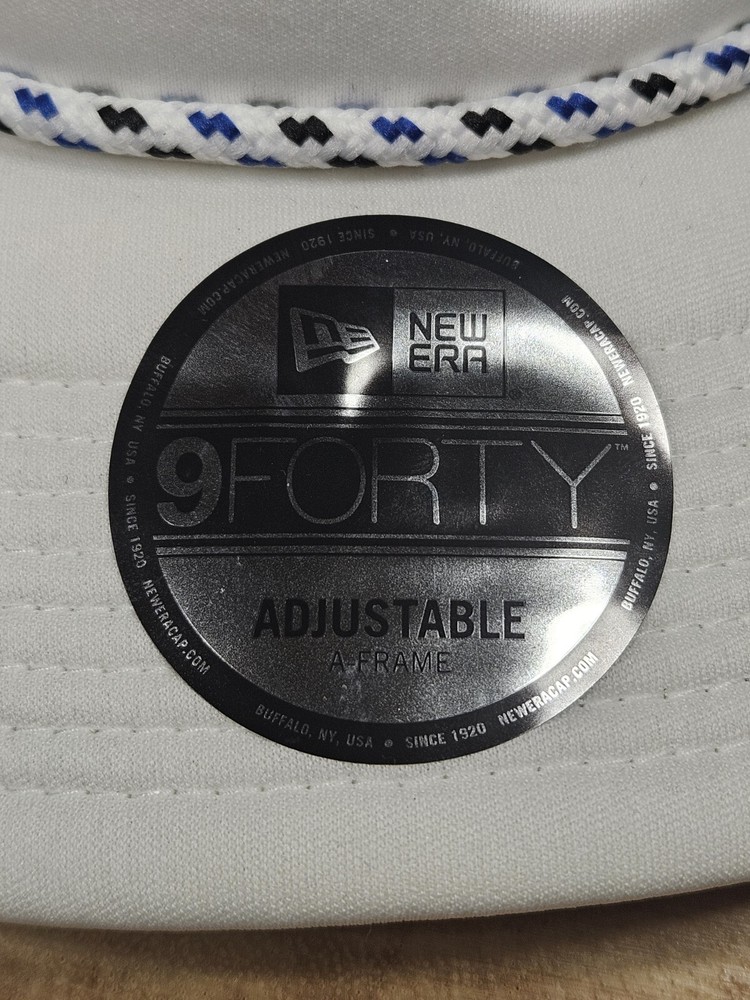 NEW
ERA
9FORTY™
ADJUSTABLE
A-FRAME
BUFFALO, NY, USA • SINCE 1920 NEWERACAP.COM
BUFFALO, NY, USA • SINCE 1920 NEWERACAP.COM
BUFFALO, NY, USA • SINCE 1920 NEWERACAP.COM
BUFFALO, NY, USA • SINCE 1920 NEWERACAP.COM